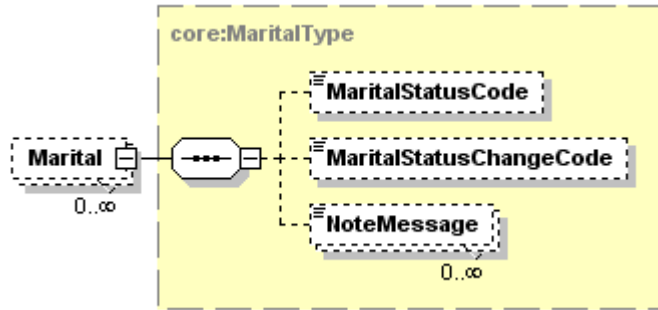 core:MaritalType
MaritalStatusCode
Marital
MaritalStatusChangeCode
0..∞
NoteMessage
0..∞